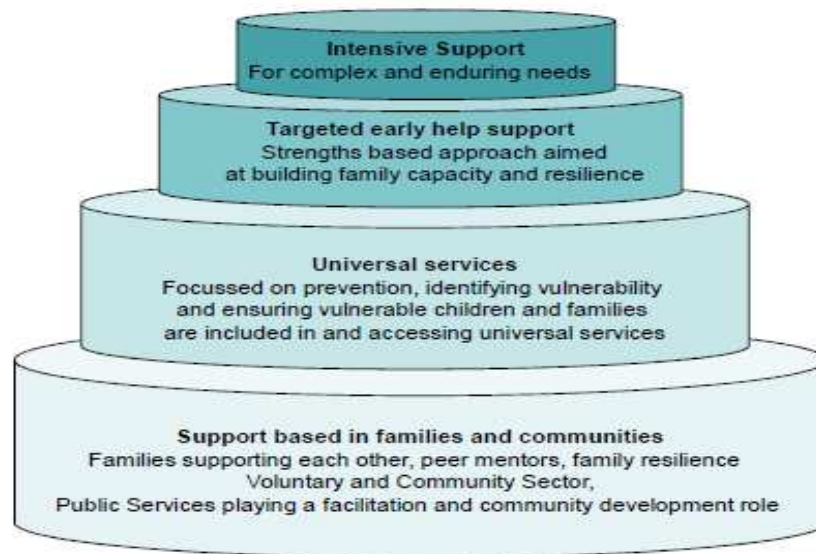 Intensive Support
For complex and enduring needs
Targeted early help support
Strengths based approach aimed
at building family capacity and resilience
Universal services
Focussed on prevention, identifying vulnerability
and ensuring vulnerable children and families
are included in and accessing universal services
Support based in families and communities
Families supporting each other, peer mentors, family resilience
Voluntary and Community Sector,
Public Services playing a facilitation and community development role